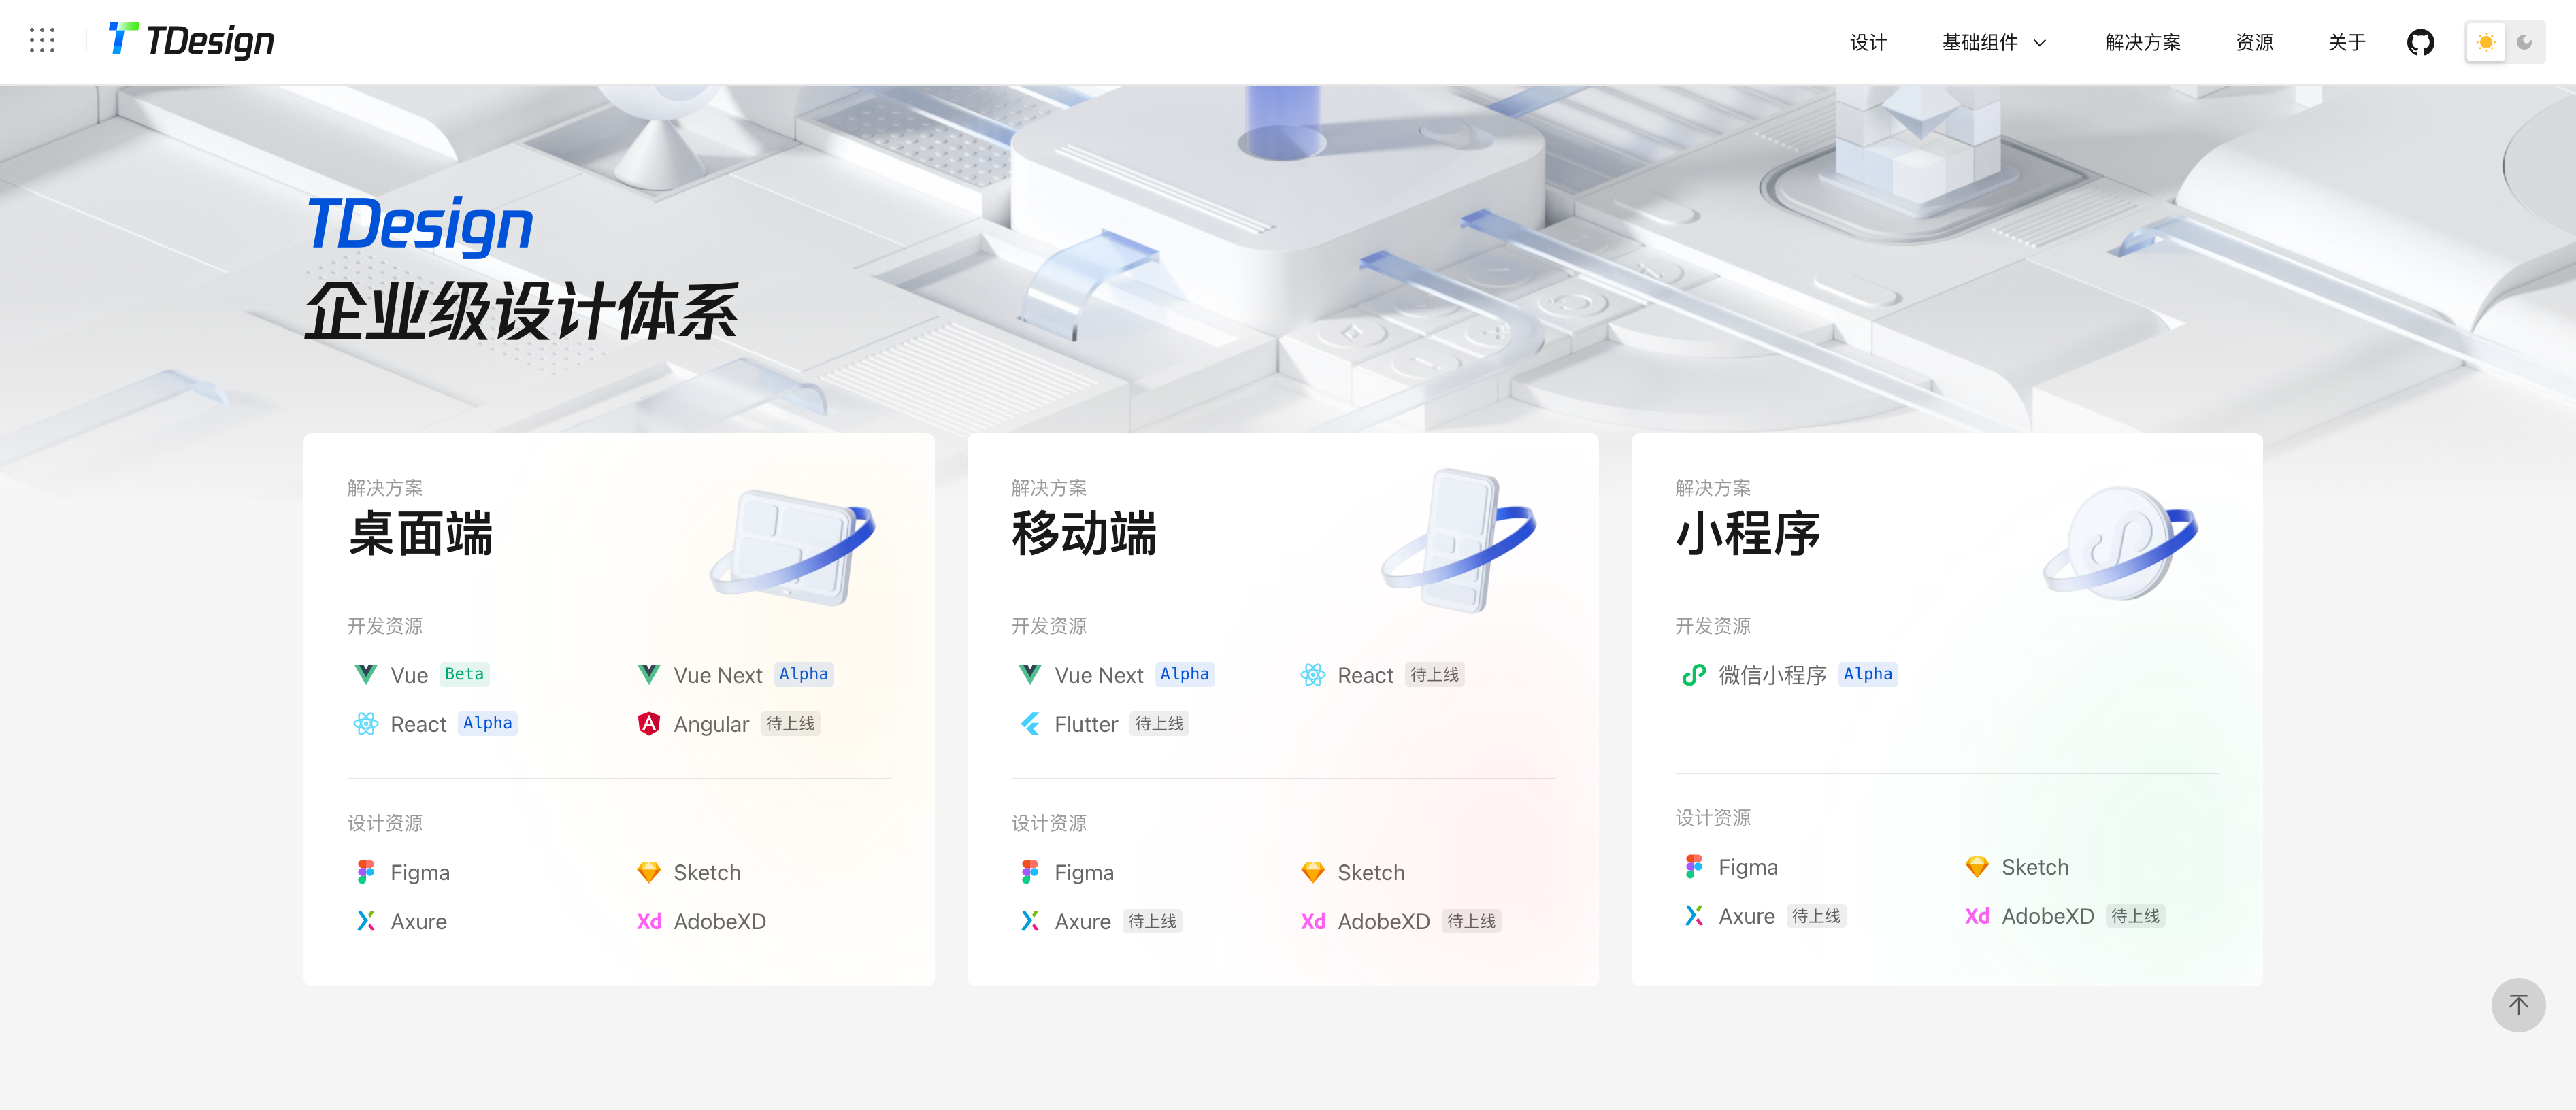 TDesign
设计 基础组件 解决方案 资源 关于
TDesign
企业级设计体系
解决方案
桌面端
开发资源
Vue Beta
Vue Next Alpha
React Alpha
Angular 待上线
设计资源
Figma
Sketch
Axure
Xd AdobeXD
解决方案
移动端
开发资源
Vue Next Alpha
React 待上线
Flutter 待上线
设计资源
Figma
Sketch
Axure 待上线
Xd AdobeXD 待上线
解决方案
小程序
开发资源
微信小程序 Alpha
设计资源
Figma
Sketch
Axure 待上线
Xd AdobeXD 待上线